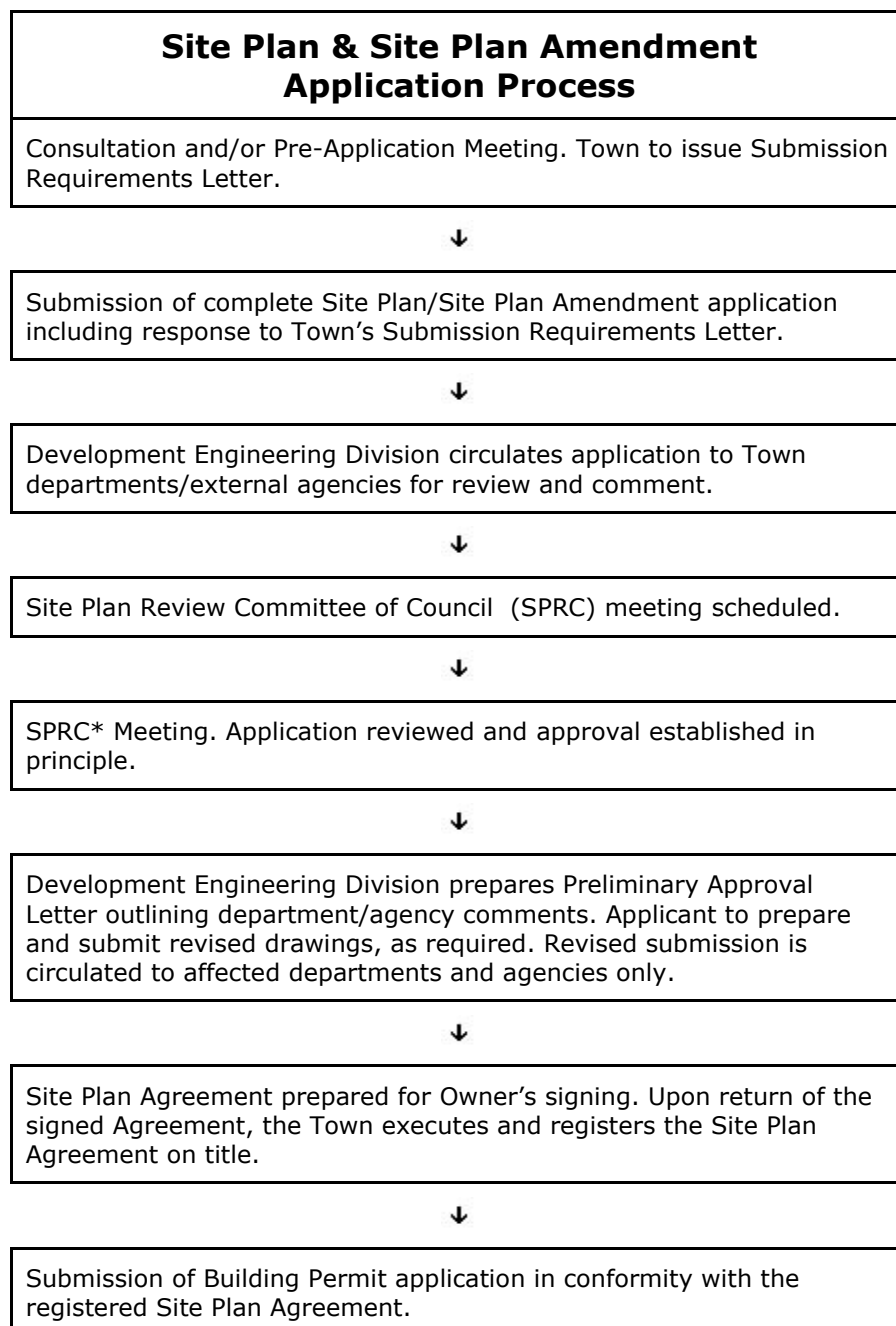 Site Plan & Site Plan Amendment
Application Process
Consultation and/or Pre-Application Meeting. Town to issue Submission
Requirements Letter.
Submission of complete Site Plan/Site Plan Amendment application
including response to Town's Submission Requirements Letter.
Development Engineering Division circulates application to Town
departments/external agencies for review and comment.
Site Plan Review Committee of Council (SPRC) meeting scheduled.
SPRC* Meeting. Application reviewed and approval established in
principle.
Development Engineering Division prepares Preliminary Approval
Letter outlining department/agency comments. Applicant to prepare
and submit revised drawings, as required. Revised submission is
circulated to affected departments and agencies only.
Site Plan Agreement prepared for Owner's signing. Upon return of the
signed Agreement, the Town executes and registers the Site Plan
Agreement on title.
Submission of Building Permit application in conformity with the
registered Site Plan Agreement.